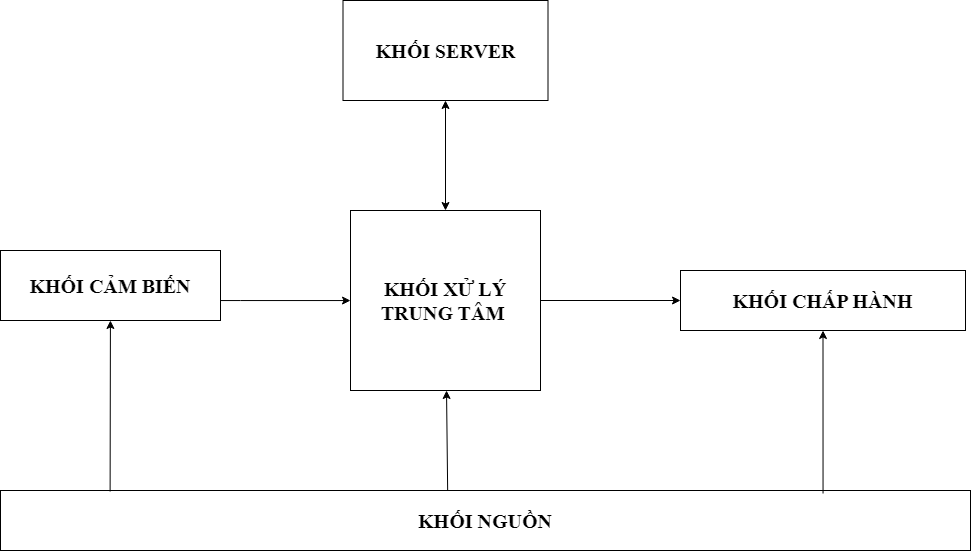 KHỐI SERVER
KHỐI CẢM BIẾN
KHỐI XỬ LÝ
TRUNG TÂM
KHỐI CHẤP HÀNH
KHỐI NGUỒN